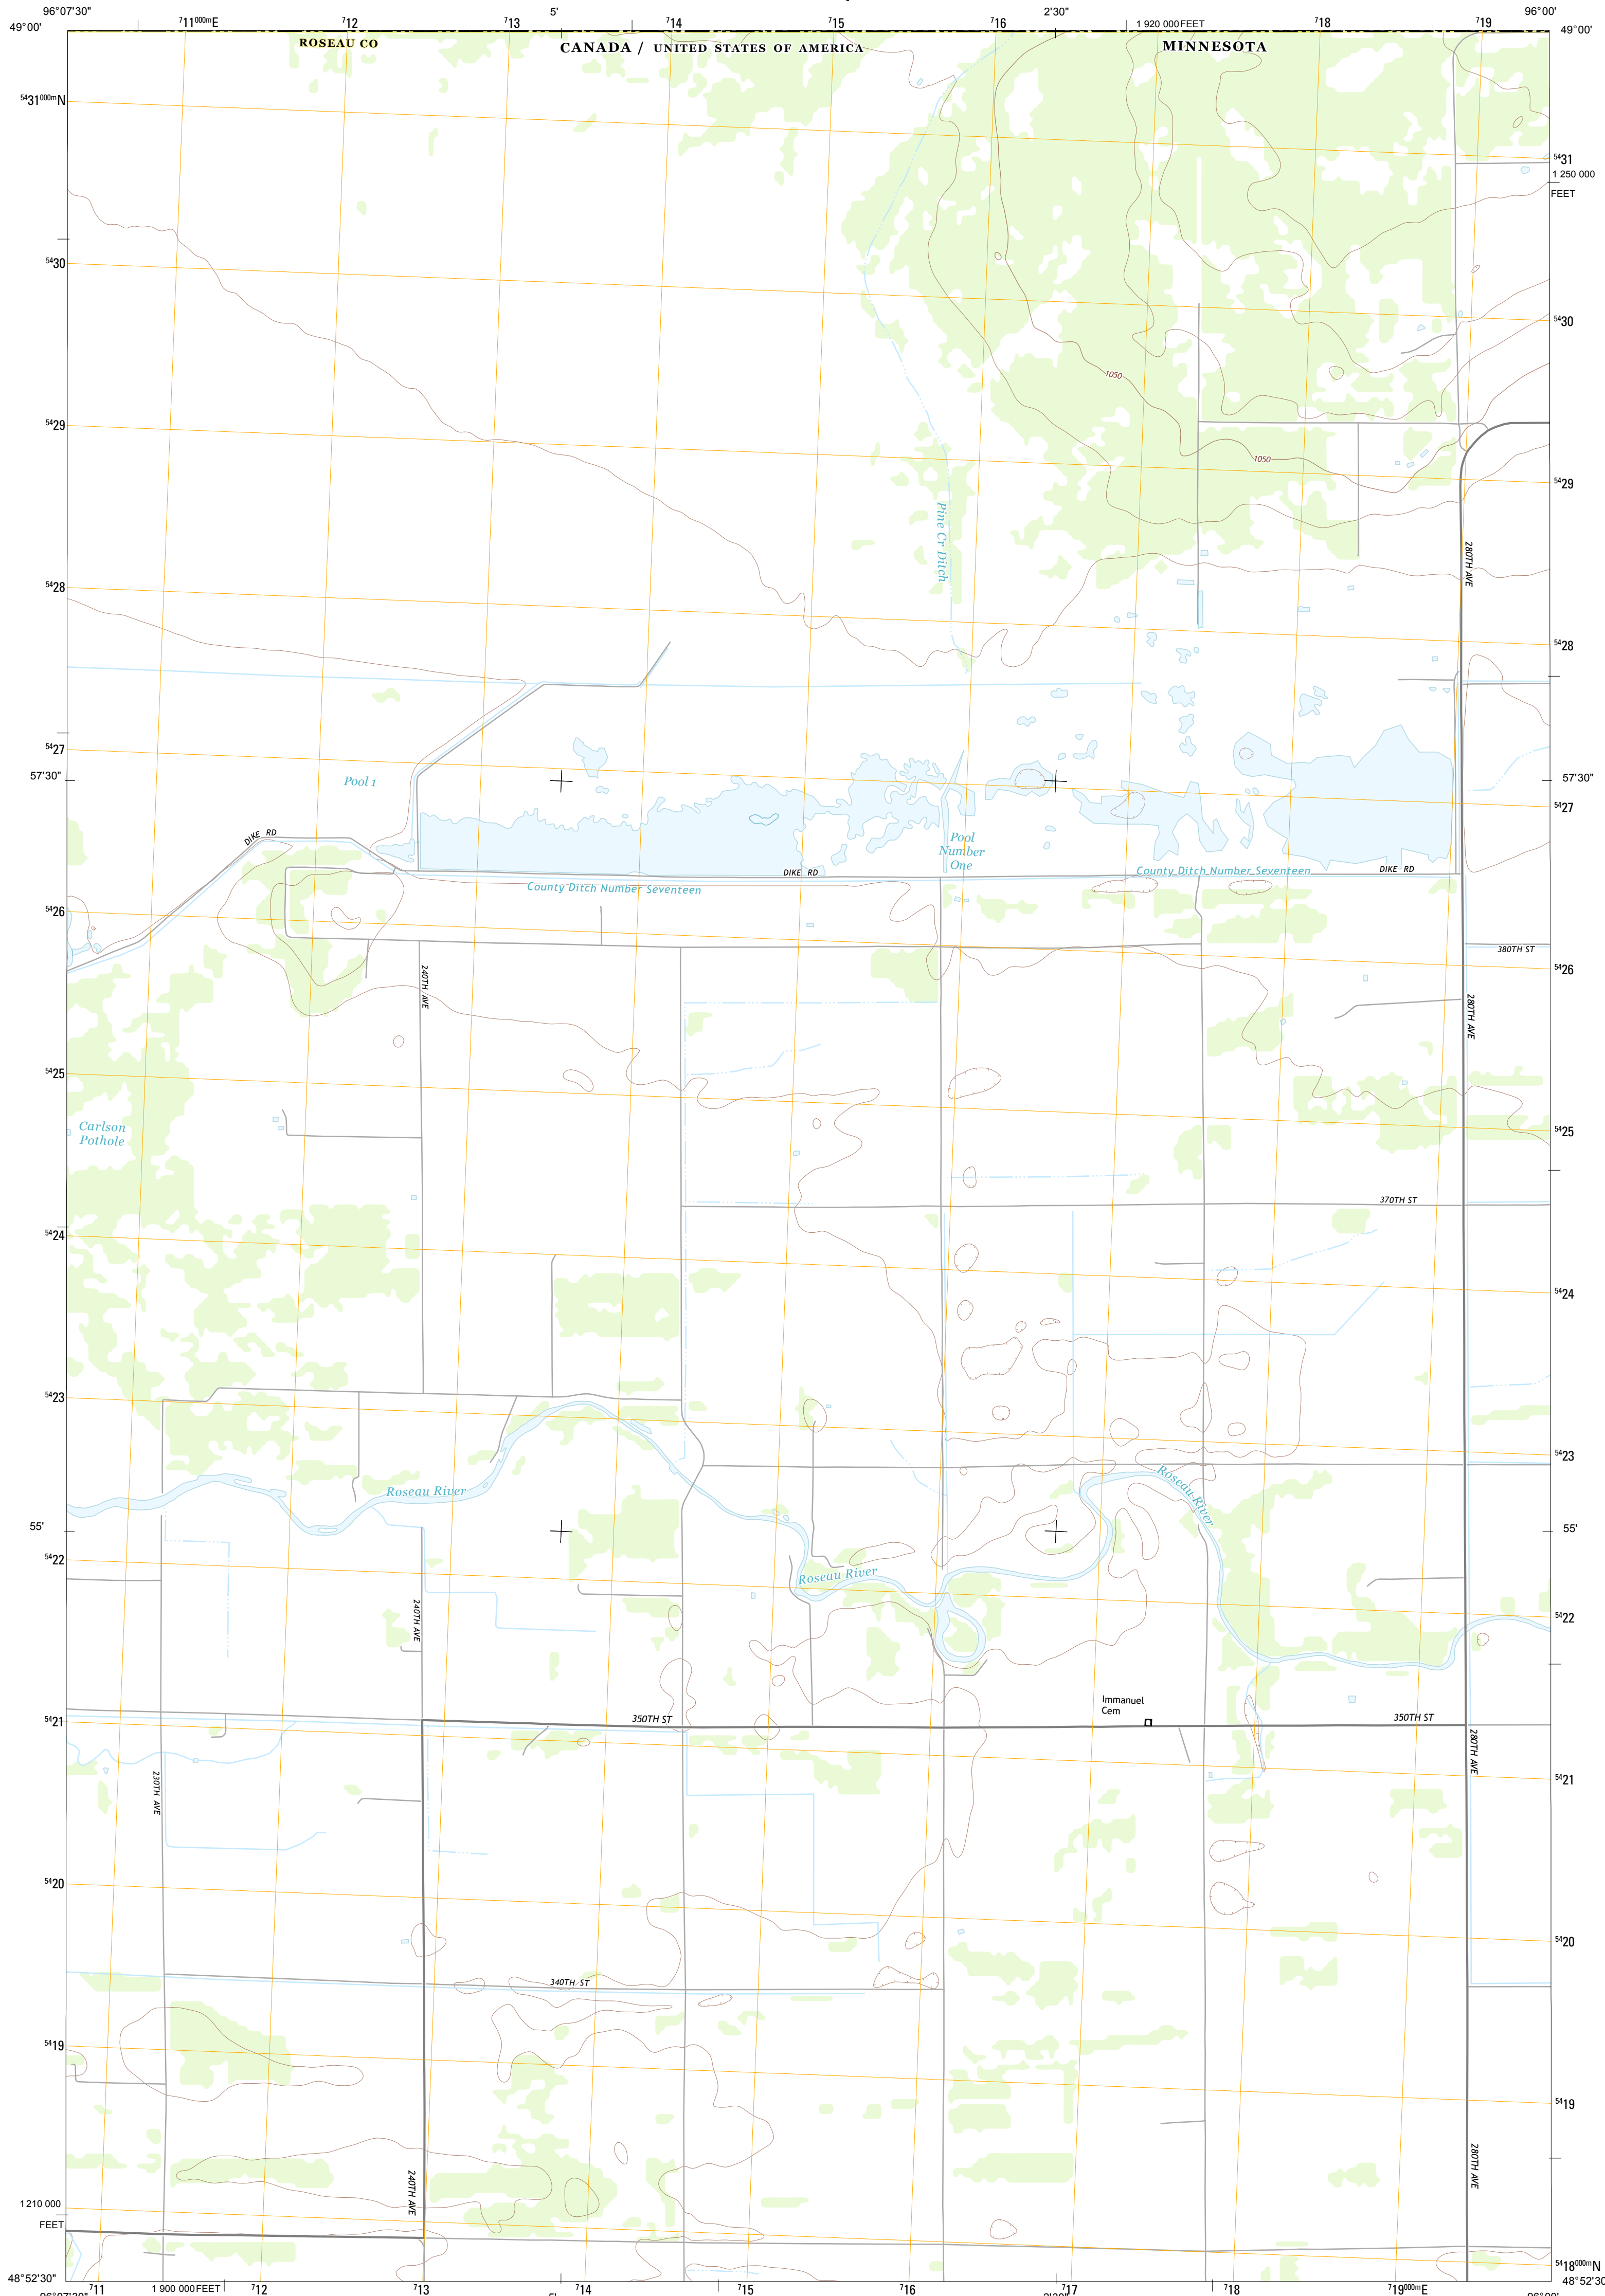 96°07'30"
⁷11⁰⁰⁰ᵐE
⁷12
⁷13
5'
⁷14
⁷15
⁷16
2'30"
1 920 000 FEET
⁷18
⁷19
96°00'
49°00'
49°00'
ROSEAU CO
CANADA / UNITED STATES OF AMERICA
MINNESOTA
⁵⁴31⁰⁰⁰ᵐN
⁵⁴31
1 250 000
FEET
⁵⁴30
⁵⁴30
1050
⁵⁴29
1050
⁵⁴29
Pine Cr Ditch
280TH AVE
⁵⁴28
⁵⁴28
⁵⁴27
57'30"
Pool 1
57'30"
⁵⁴27
DIKE RD
Pool
Number
One
DIKE RD
County Ditch Number Seventeen
DIKE RD
County Ditch Number Seventeen
⁵⁴26
380TH ST
⁵⁴26
240TH AVE
280TH AVE
⁵⁴25
Carlson
Pothole
⁵⁴25
370TH ST
⁵⁴24
⁵⁴24
⁵⁴23
⁵⁴23
Roseau River
Roseau River
55'
55'
⁵⁴22
Roseau River
240TH AVE
⁵⁴22
Immanuel
Cem
⁵⁴21
350TH ST
350TH ST
280TH AVE
230TH AVE
⁵⁴21
⁵⁴20
⁵⁴20
340TH ST
⁵⁴19
⁵⁴19
240TH AVE
280TH AVE
1 210 000
FEET
⁵⁴18⁰⁰⁰ᵐN
48°52'30"
48°52'30"
⁷11
1 900 000 FEET
⁷12
⁷13
⁷14
⁷15
⁷16
⁷17
⁷18
⁷19⁰⁰⁰ᵐE